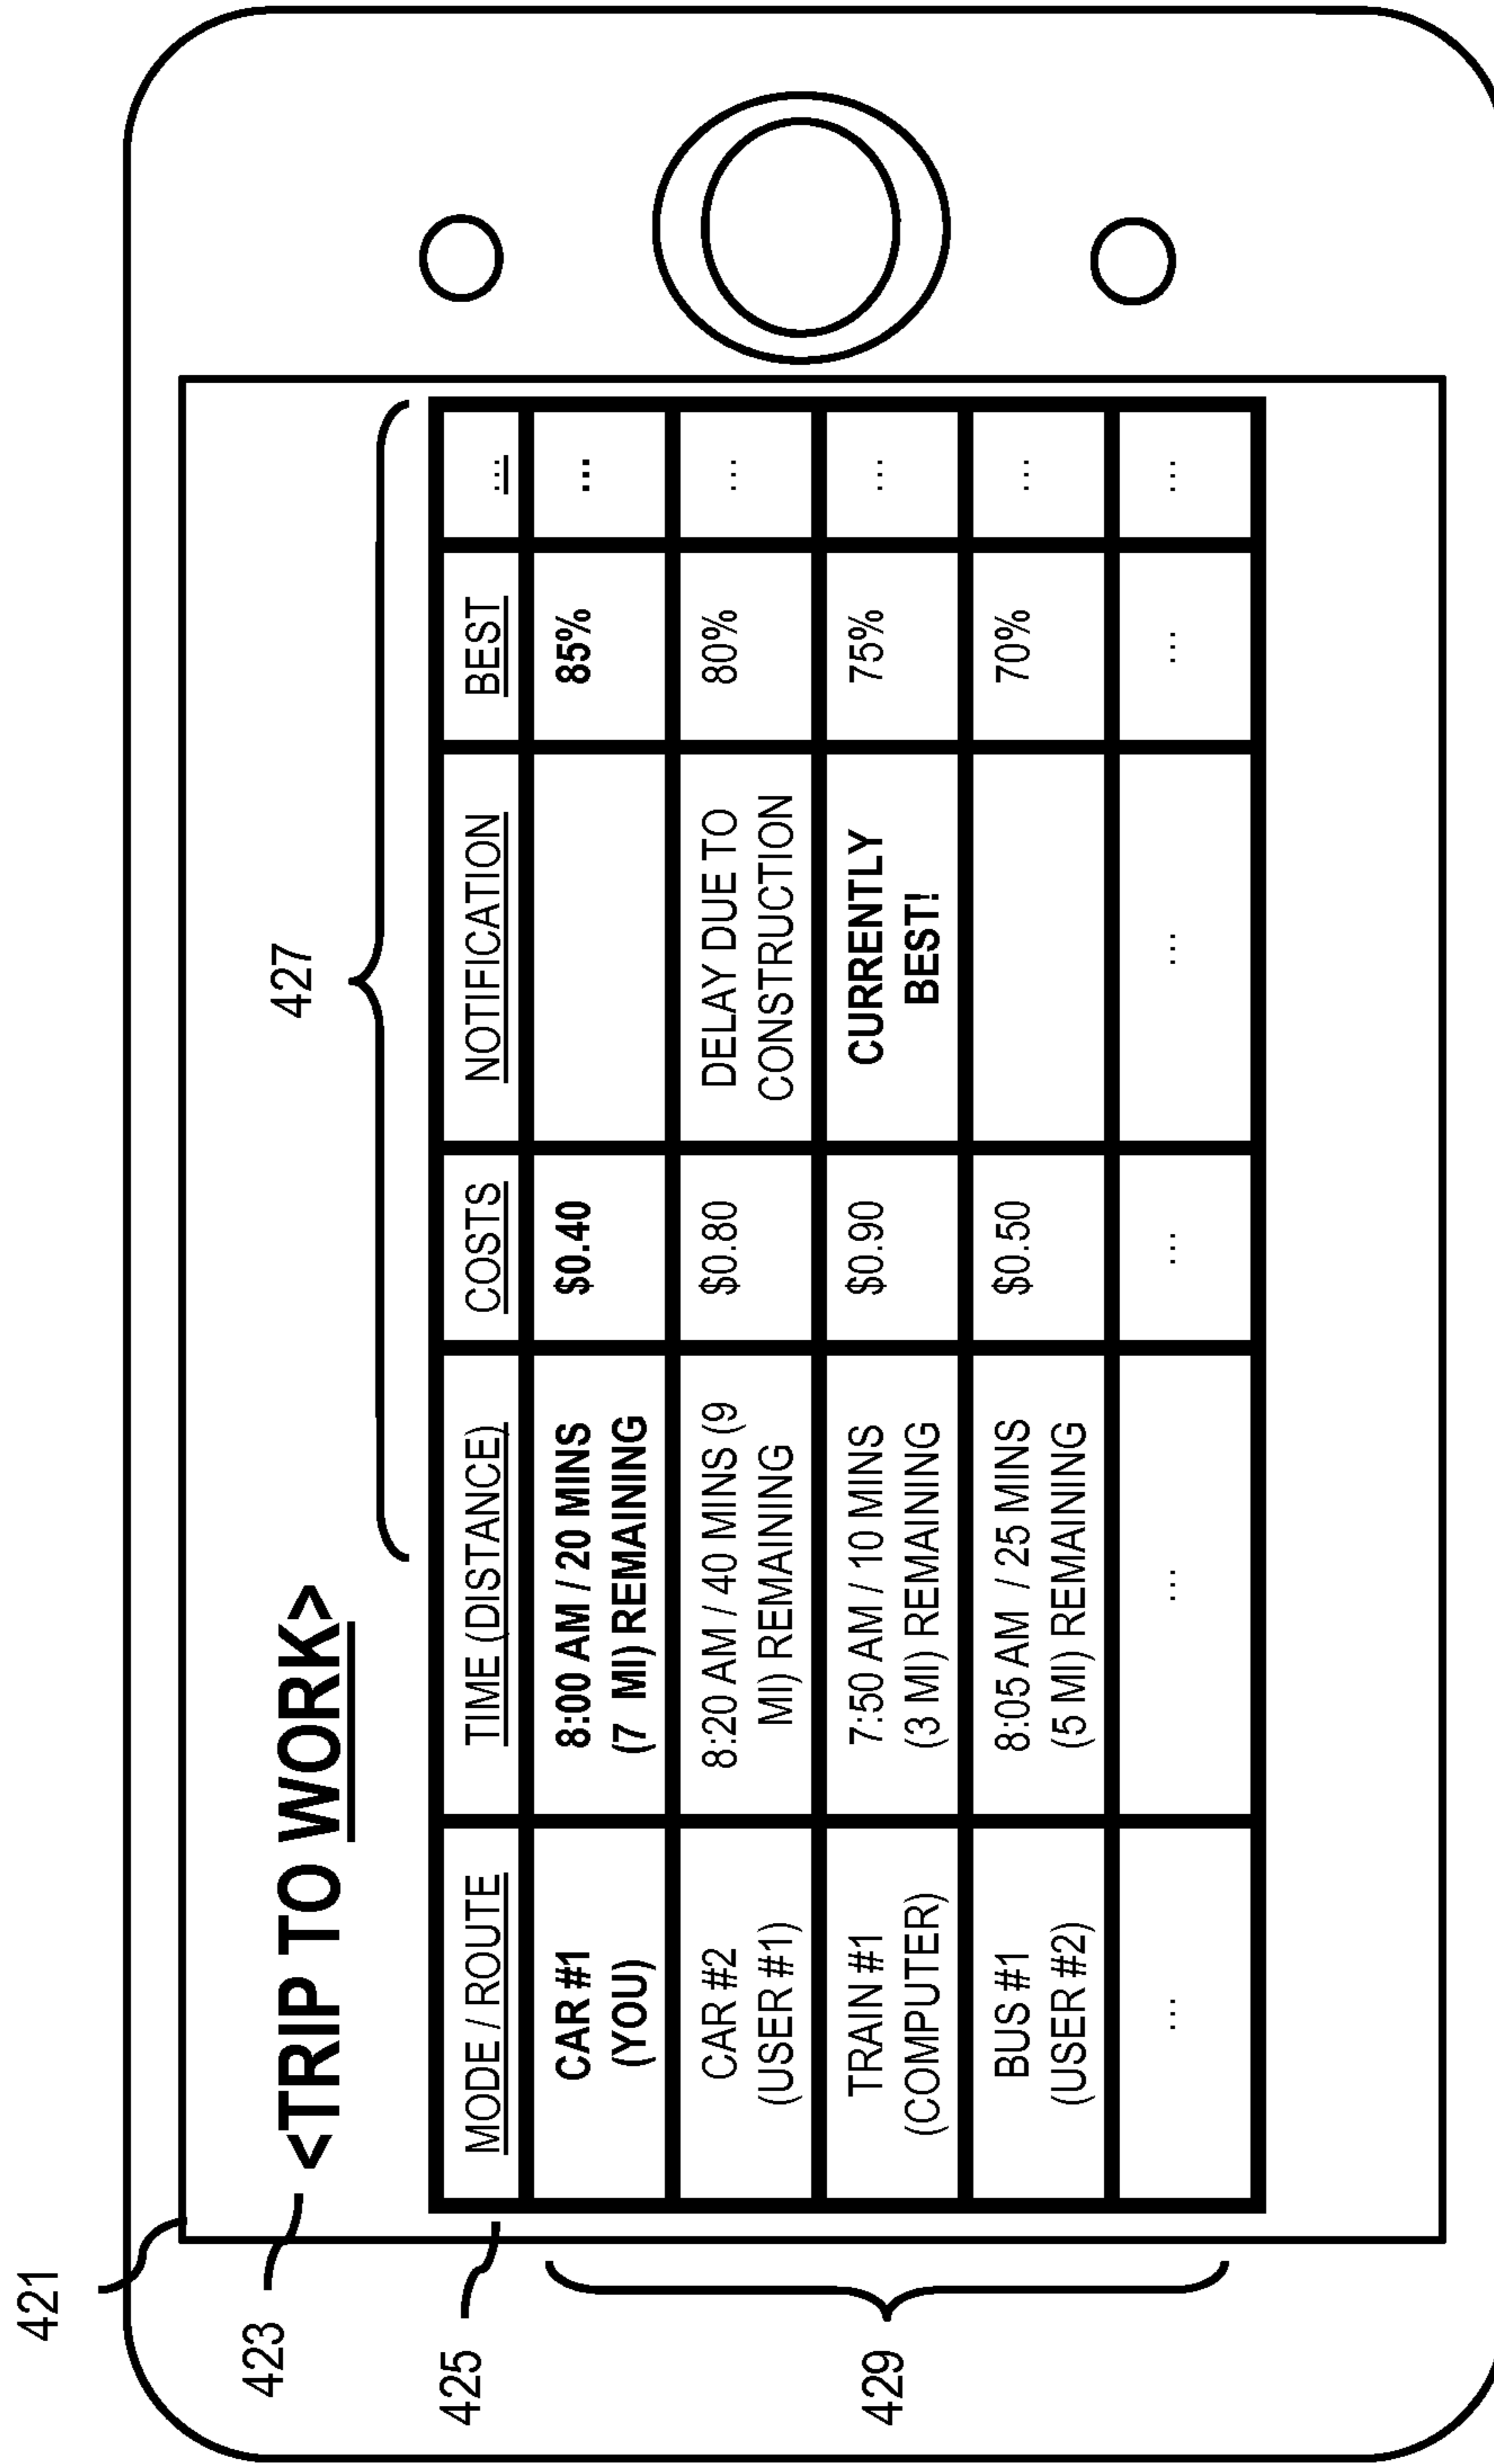 421
423
<TRIP TO WORK>
427
425
MODE / ROUTE TIME (DISTANCE) COSTS NOTIFICATION BEST ...
CAR #1 8:00 AM / 20 MINS $0.40 85% ...
(YOU) (7 MI) REMAINING
CAR #2 8:20 AM / 40 MINS (9 $0.80 DELAY DUE TO 80% ...
(USER #1) MI) REMAINING CONSTRUCTION
TRAIN #1 7:50 AM / 10 MINS $0.90 CURRENTLY 75% ...
(COMPUTER) (3 MI) REMAINING BEST!
BUS #1 8:05 AM / 25 MINS $0.50 70% ...
(USER #2) (5 MI) REMAINING
... ... ... ... ... ...
429